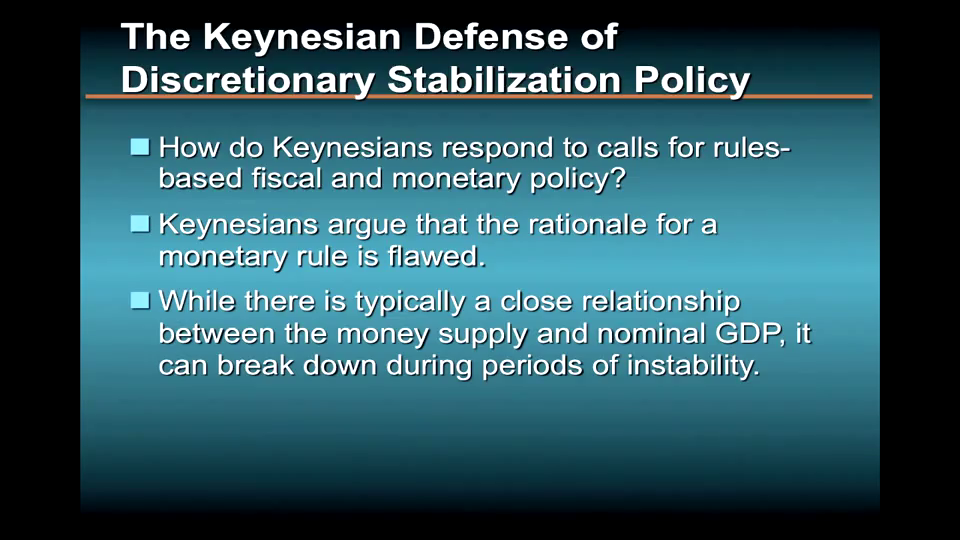 The Keynesian Defense of
Discretionary Stabilization Policy
How do Keynesians respond to calls for rules-
based fiscal and monetary policy?
Keynesians argue that the rationale for a
monetary rule is flawed.
While there is typically a close relationship
between the money supply and nominal GDP, it
can break down during periods of instability.